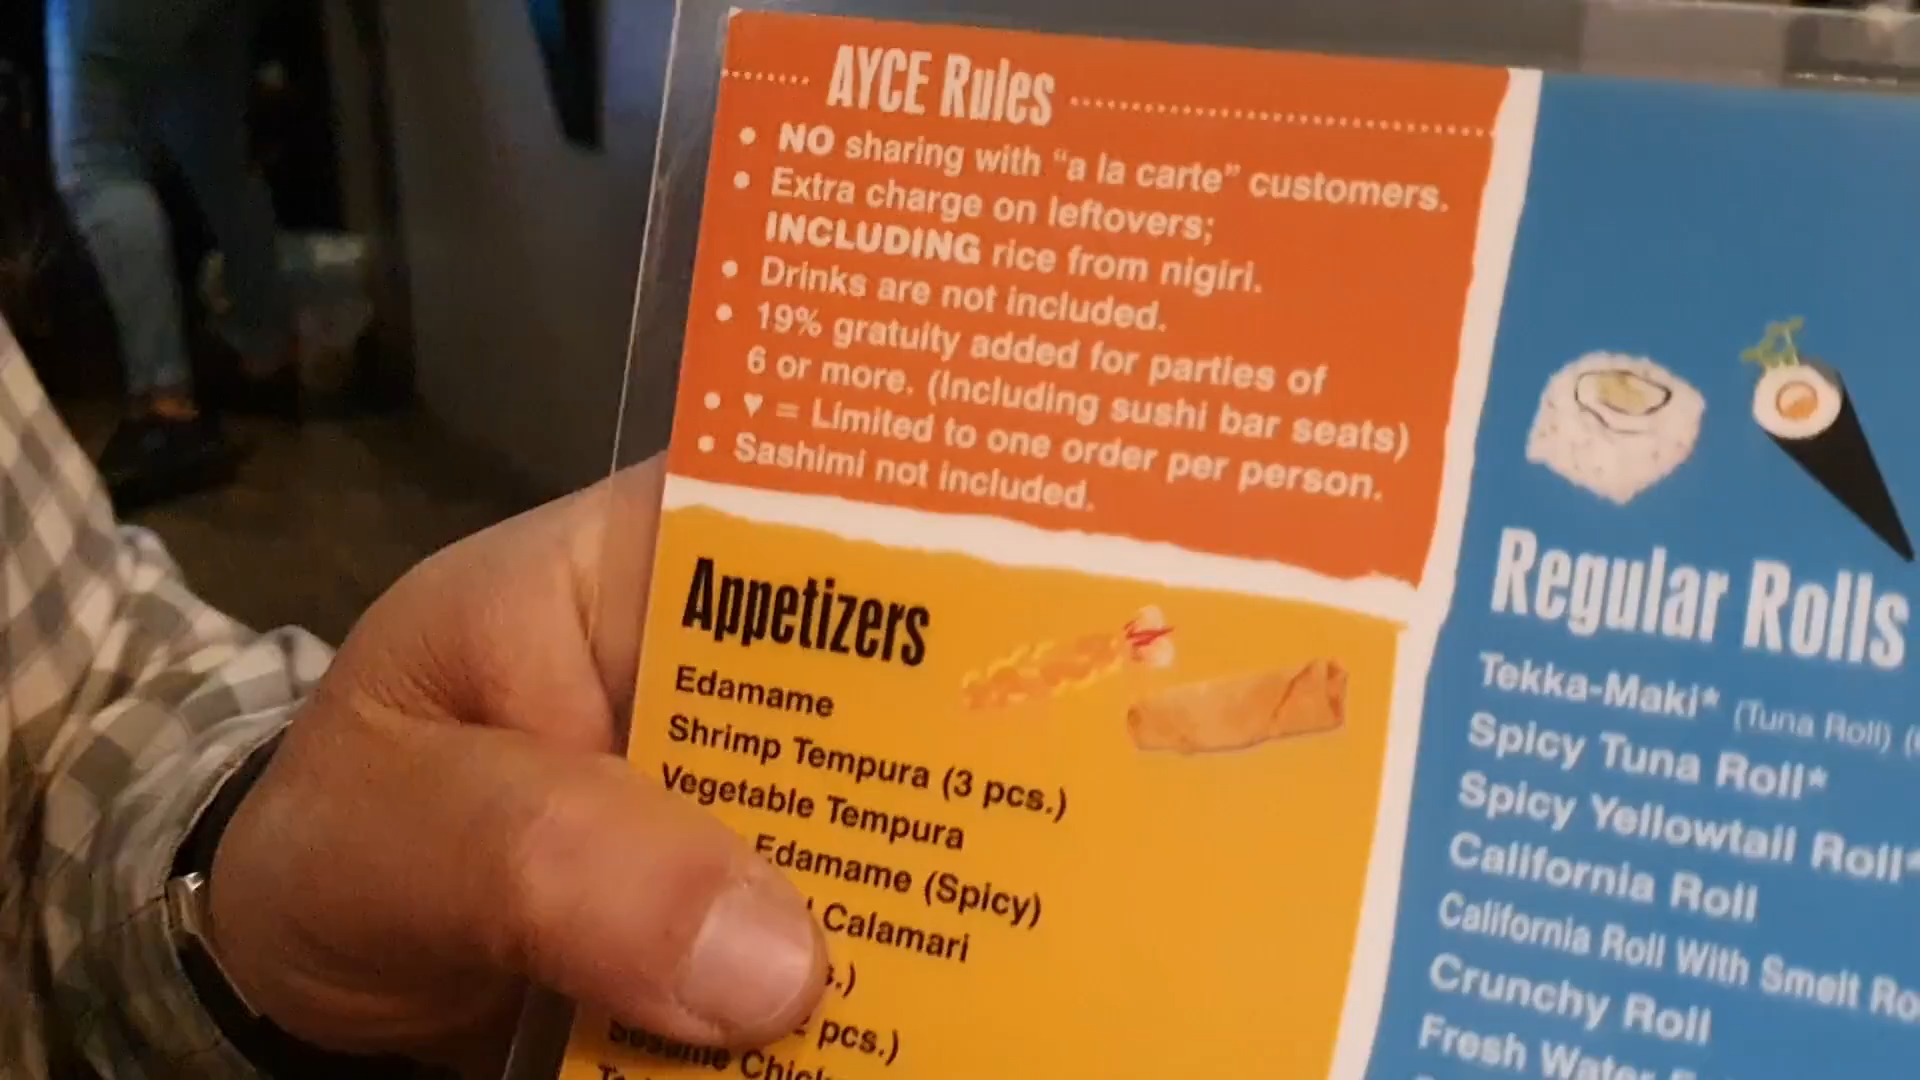 AYCE Rules
• NO sharing with “a la carte” customers.
• Extra charge on leftovers;
INCLUDING rice from nigiri.
• Drinks are not included.
• 19% gratuity added for parties of
6 or more. (Including sushi bar seats)
• ♥ = Limited to one order per person.
• Sashimi not included.
Appetizers
Edamame
Shrimp Tempura (3 pcs.)
Vegetable Tempura
Edamame (Spicy)
Calamari
pcs.)
Sesame
Regular Rolls
Tekka-Maki* (Tuna Roll)
Spicy Tuna Roll*
Spicy Yellowtail Roll*
California Roll
California Roll With Smelt
Crunchy Roll
Fresh Water